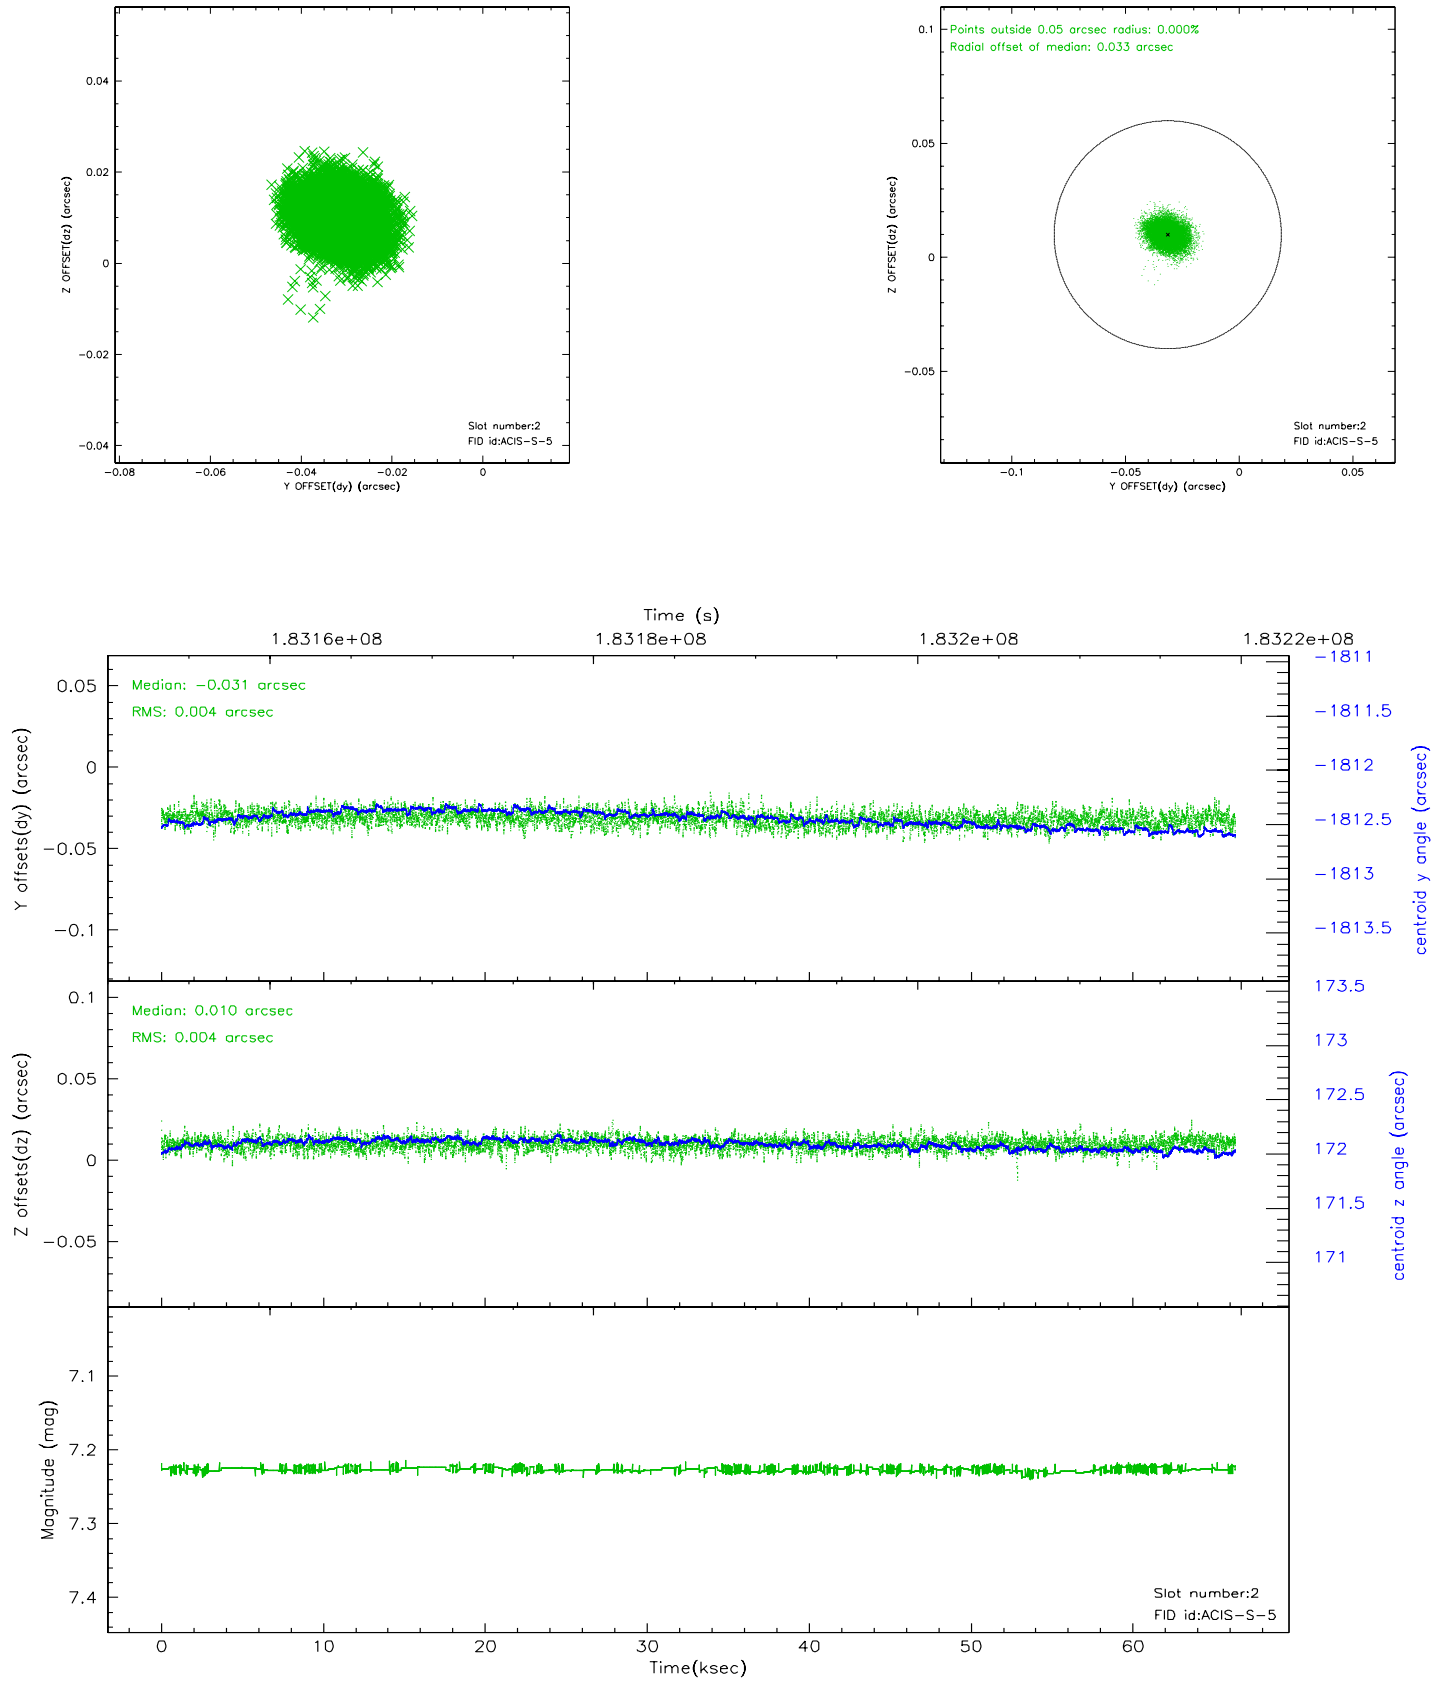 0.04
0.02
0
-0.02
-0.04
Z OFFSET(dz) (arcsec)
Slot number:2
FID id:ACIS-S-5
-0.08 -0.06 -0.04 -0.02 0
Y OFFSET(dy) (arcsec)
Points outside 0.05 arcsec radius: 0.000%
Radial offset of median: 0.033 arcsec
0.1
0.05
0
-0.05
Z OFFSET(dz) (arcsec)
Slot number:2
FID id:ACIS-S-5
-0.1 -0.05 0 0.05
Y OFFSET(dy) (arcsec)
Time (s)
1.8316e+08 1.8318e+08 1.832e+08 1.8322e+08
Median: -0.031 arcsec
RMS: 0.004 arcsec
0.05
0
-0.05
-0.1
Y offsets(dy) (arcsec)
-1811
-1811.5
-1812
-1812.5
-1813
-1813.5
centroid y angle (arcsec)
Median: 0.010 arcsec
RMS: 0.004 arcsec
0.1
0.05
0
-0.05
Z offsets(dz) (arcsec)
173.5
173
172.5
172
171.5
171
centroid z angle (arcsec)
7.1
7.2
7.3
7.4
Magnitude (mag)
Slot number:2
FID id:ACIS-S-5
0 10 20 30 40 50 60
Time(ksec)